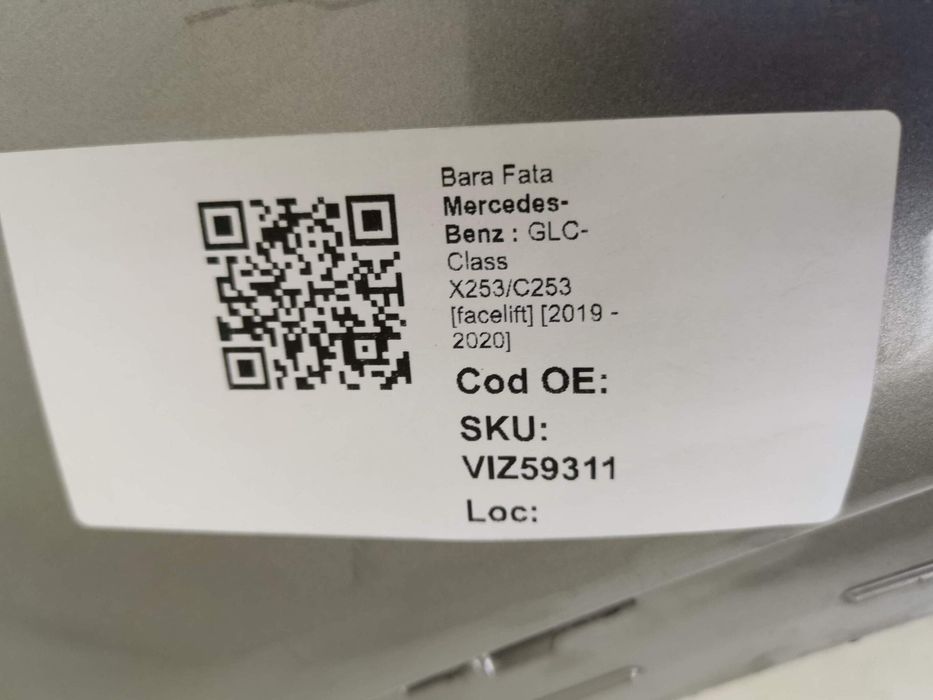 Bara Fata
Mercedes-
Benz : GLC-
Class
X253/C253
[facelift] [2019 -
2020]
Cod OE:
SKU:
VIZ59311
Loc: